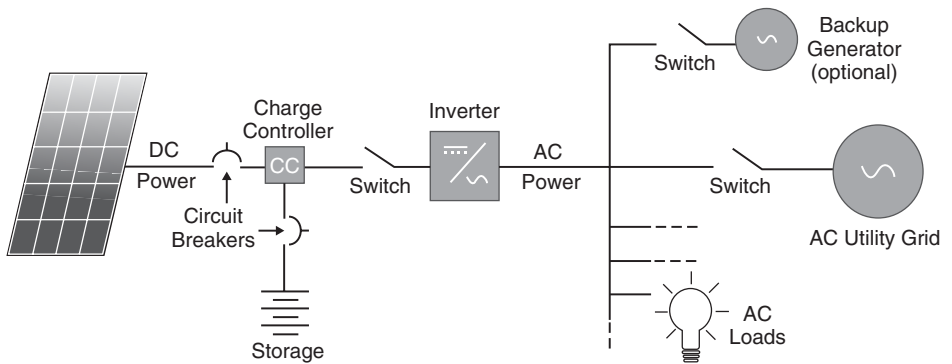 Backup
Generator
(optional)
Switch
Charge
Controller
Inverter
DC
Power
CC
Switch
AC
Power
Switch
Circuit
Breakers
AC Utility Grid
AC
Loads
Storage